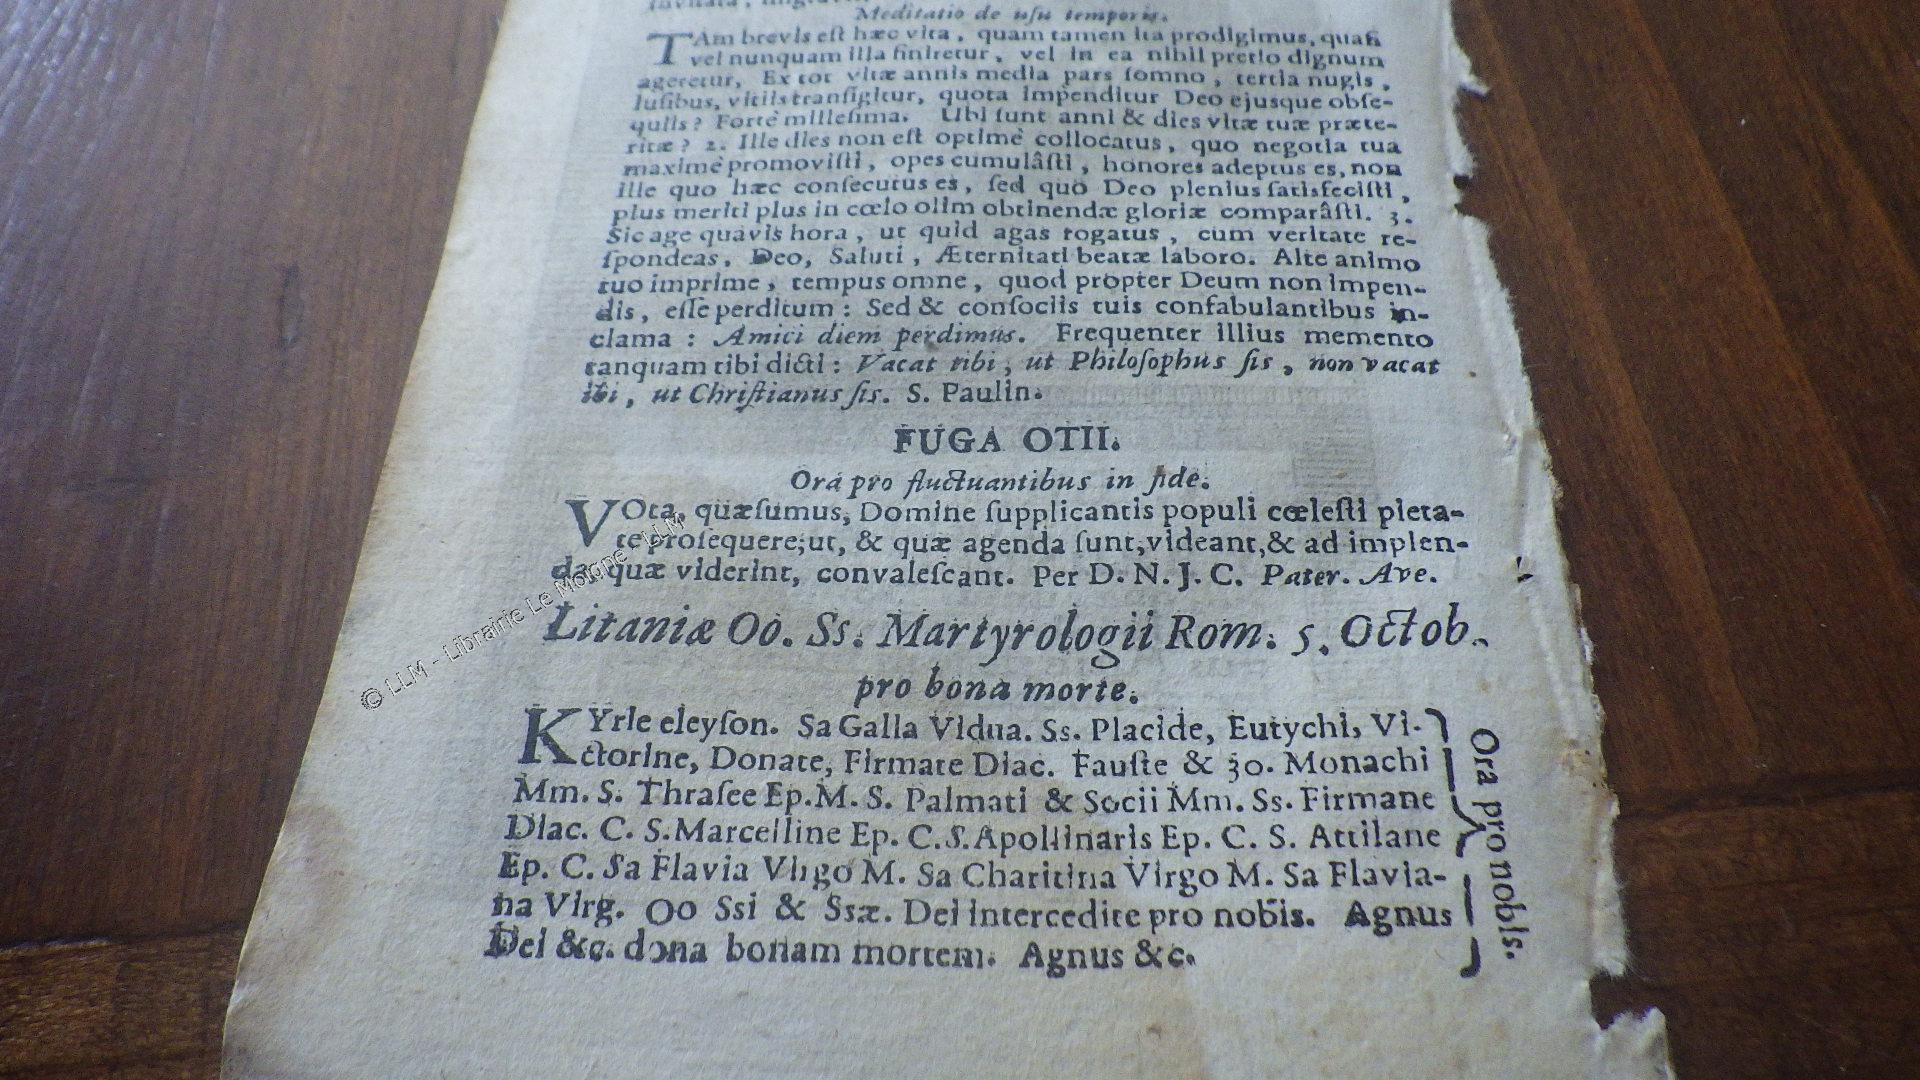 Meditatio de uſu temporis.
TAm brevis eſt hæc vita, quam tamen ita prodigimus, quaſi
vel nunquam illa finiretur, vel in ea nihil pretio dignum
ageretur, Ex tot vitæ annis media pars ſomno, tertia nugis,
luſibus, vitiis tranſigitur, quota impenditur Deo ejusque obſe-
quiis? Fortè milleſima. Ubi ſunt anni & dies vitæ tuæ præte-
ritæ? 2. Ille dies non eſt optimè collocatus, quo negotia tua
maximè promoviſti, opes cumulâſti, honores adeptus es, non
ille quo hæc conſecutus es, ſed quo Deo plenius ſatisfeciſti,
plus meriti plus in cœlo olim obtinendæ gloriæ comparâſti. 3.
Sic age quavis hora, ut quid agas rogatus, cum veritate re-
ſpondeas, Deo, Saluti, Æternitati beatæ laboro. Alte animo
tuo imprime, tempus omne, quod propter Deum non impen-
dis, eſſe perditum: Sed & conſociis tuis confabulantibus in-
clama: Amici diem perdimus. Frequenter illius memento
tanquam tibi dicti: Vacat tibi, ut Philoſophus ſis, non vacat
tibi, ut Chriſtianus ſis. S. Paulin.
FUGA OTII.
Ora pro fluctuantibus in fide.
VOta, quæſumus, Domine ſupplicantis populi cœleſti pieta-
te proſequere; ut, & quæ agenda ſunt, videant, & ad implen-
da, quæ viderint, convaleſcant. Per D. N. J. C. Pater. Ave.
Litaniæ Oo. Ss. Martyrologii Rom. 5. Octob.
pro bona morte.
KYrie eleyſon. Sa Galla Vidua. Ss. Placide, Eutychi, Vi-
ctorine, Donate, Firmate Diac. Fauſte & 30. Monachi
Mm. S. Thraſee Ep. M. S. Palmati & Socii Mm. Ss. Firmane
Diac. C. S. Marcelline Ep. C. S. Apollinaris Ep. C. S. Attilane
Ep. C. Sa Flavia Virgo M. Sa Charitina Virgo M. Sa Flavia-
na Virg. Oo Ssi & Ssæ. Dei intercedite pro nobis. Agnus
Dei &c. dona bonam mortem. Agnus &c.
Ora pro nobis.
© LLM - Librairie Le Moigne - LLM